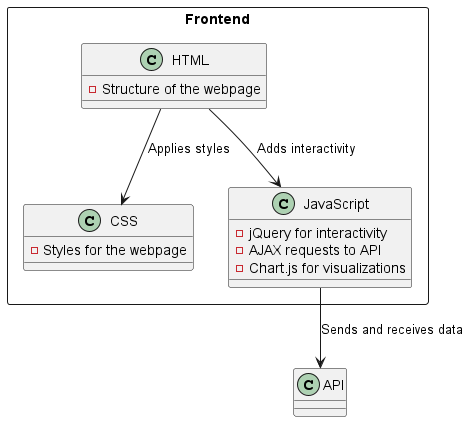 Frontend
C HTML
Structure of the webpage
Applies styles
Adds interactivity
C CSS
Styles for the webpage
C JavaScript
jQuery for interactivity
AJAX requests to API
Chart.js for visualizations
Sends and receives data
C API